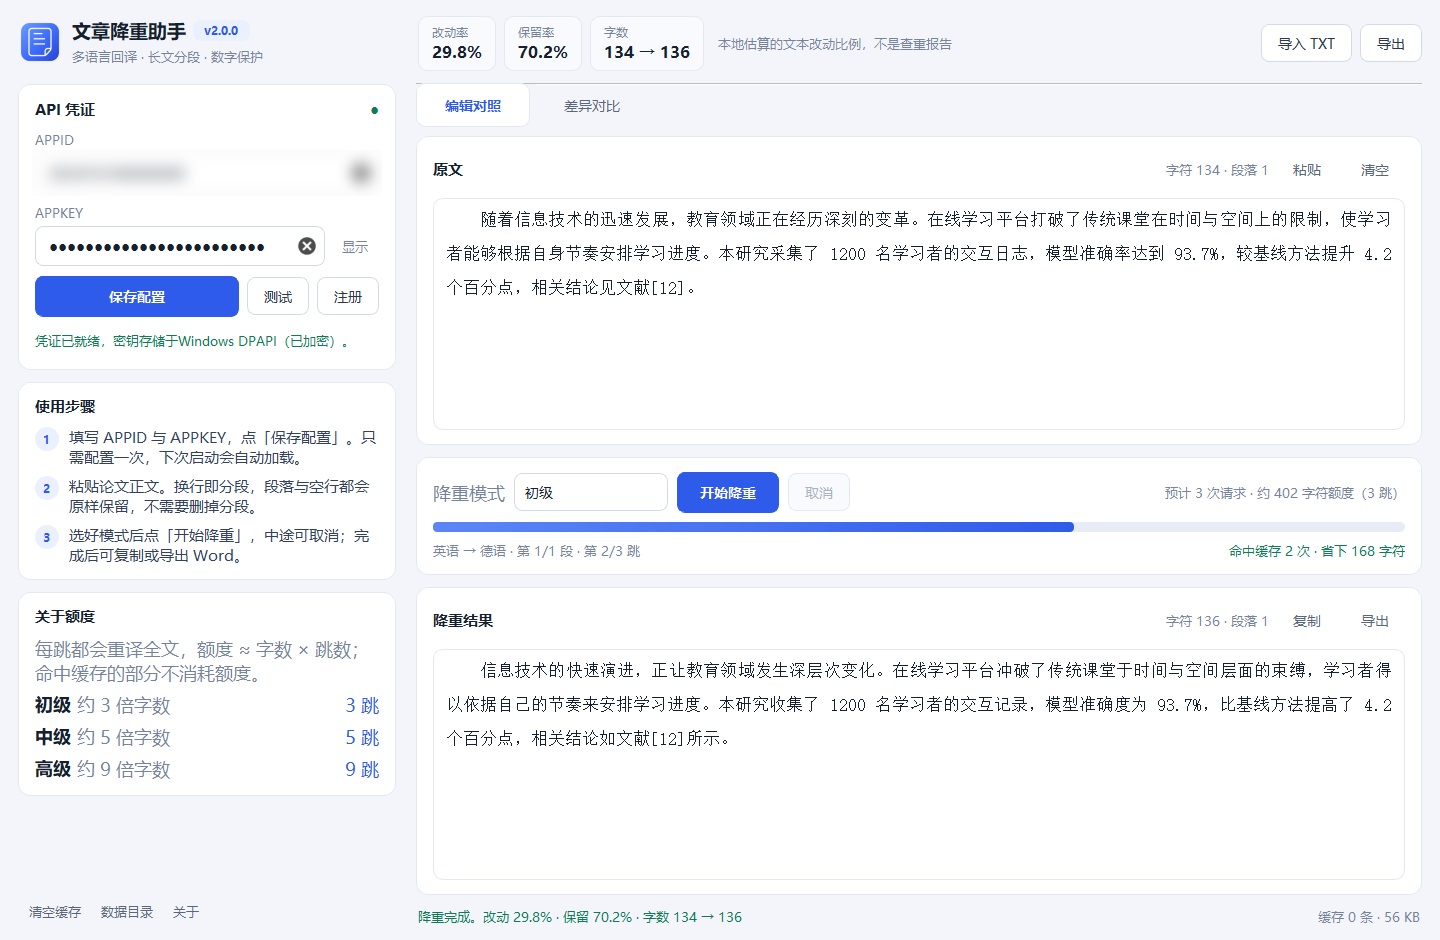 文章降重助手 v2.0.0
多语言回译 · 长文分段 · 数字保护
改动率
29.8%
保留率
70.2%
字数
134 → 136
本地估算的文本改动比例，不是查重报告
导入 TXT
导出
API 凭证
APPID
APPKEY
●●●●●●●●●●●●●●●●●●●●●●●●
显示
保存配置
测试
注册
凭证已就绪，密钥存储于Windows DPAPI（已加密）。
使用步骤
1 填写 APPID 与 APPKEY，点「保存配置」。只
需配置一次，下次启动会自动加载。
2 粘贴论文正文。换行即分段，段落与空行都会
原样保留，不需要删掉分段。
3 选好模式后点「开始降重」，中途可取消；完
成后可复制或导出 Word。
关于额度
每跳都会重译全文，额度 ≈ 字数 × 跳数；
命中缓存的部分不消耗额度。
初级 约 3 倍字数 3 跳
中级 约 5 倍字数 5 跳
高级 约 9 倍字数 9 跳
清空缓存 数据目录 关于
编辑对照
差异对比
原文
字符 134 · 段落 1
粘贴
清空
随着信息技术的迅速发展，教育领域正在经历深刻的变革。在线学习平台打破了传统课堂在时间与空间上的限制，使学习
者能够根据自身节奏安排学习进度。本研究采集了 1200 名学习者的交互日志，模型准确率达到 93.7%，较基线方法提升 4.2
个百分点，相关结论见文献[12]。
降重模式
初级
开始降重
取消
预计 3 次请求 · 约 402 字符额度（3 跳）
英语 → 德语 · 第 1/1 段 · 第 2/3 跳
命中缓存 2 次 · 省下 168 字符
降重结果
字符 136 · 段落 1
复制
导出
信息技术的快速演进，正让教育领域发生深层次变化。在线学习平台冲破了传统课堂于时间与空间层面的束缚，学习者得
以依据自己的节奏来安排学习进度。本研究收集了 1200 名学习者的交互记录，模型准确度为 93.7%，比基线方法提高了 4.2
个百分点，相关结论如文献[12]所示。
降重完成。改动 29.8% · 保留 70.2% · 字数 134 → 136
缓存 0 条 · 56 KB